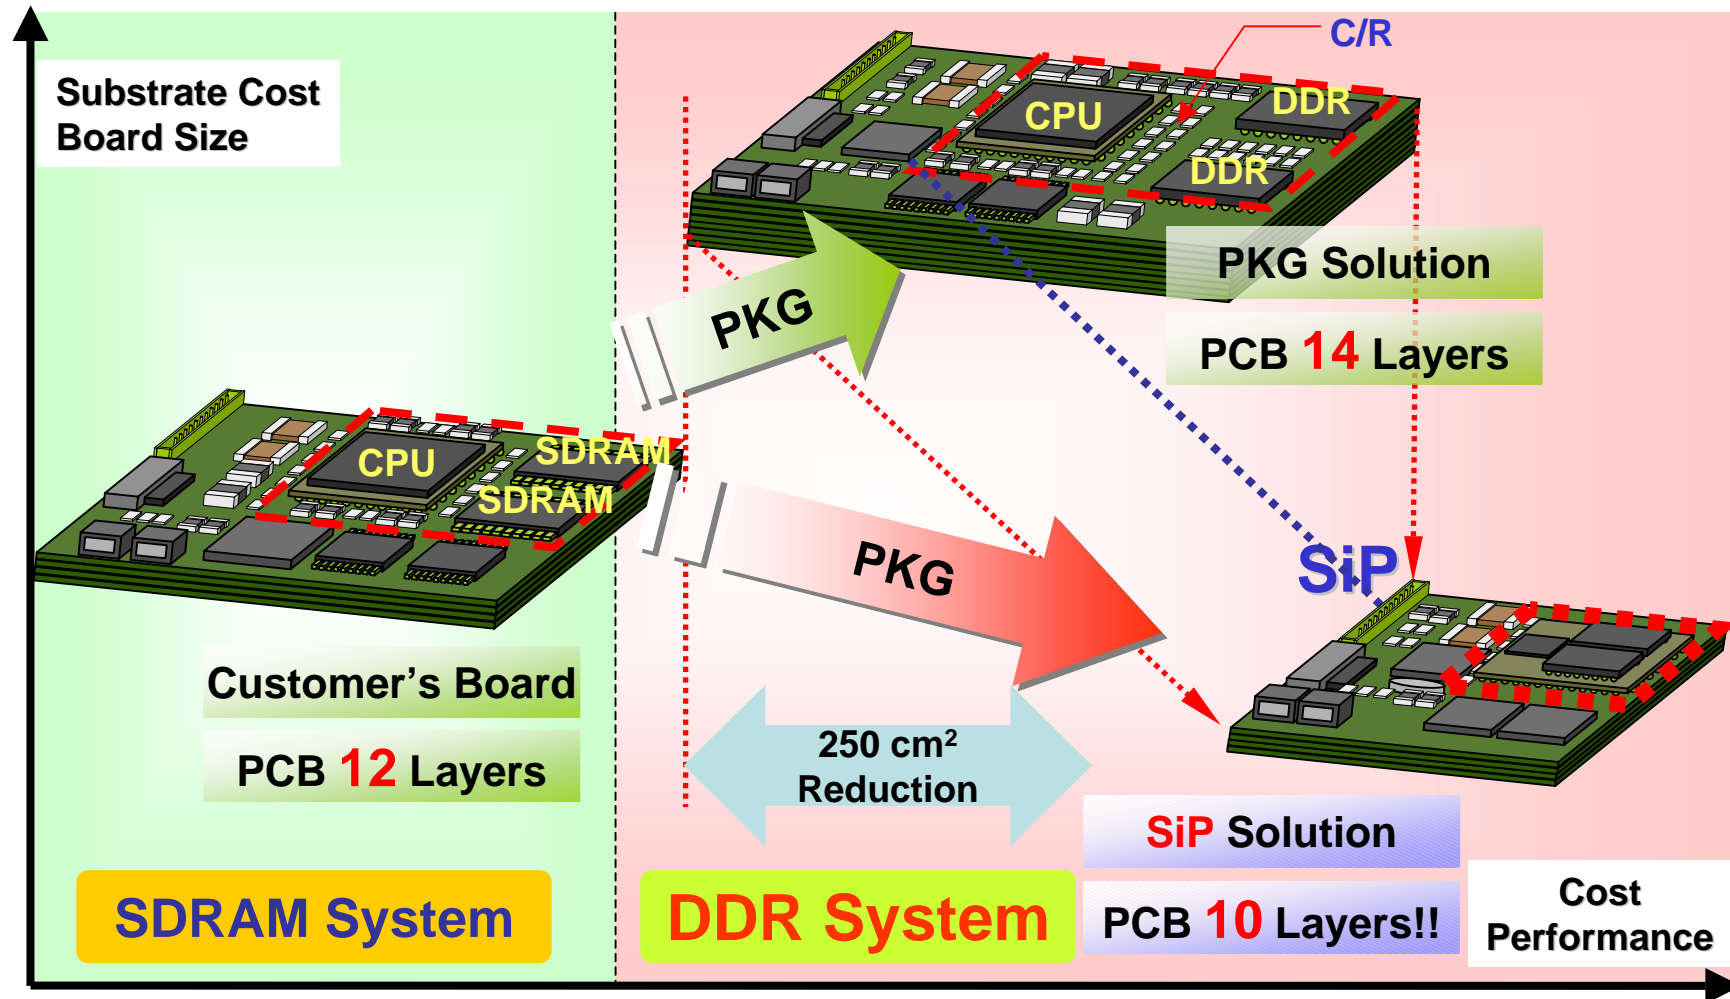 Substrate Cost
Board Size
C/R
CPU
DDR
DDR
PKG Solution
PCB 14 Layers
PKG
CPU
SDRAM
SDRAM
PKG
SiP
Customer’s Board
PCB 12 Layers
250 cm²
Reduction
SiP Solution
PCB 10 Layers!!
SDRAM System
DDR System
Cost
Performance